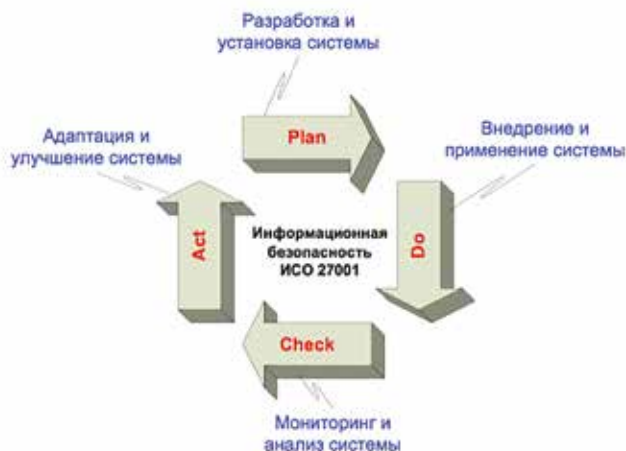 Разработка и
установка системы
Plan
Внедрение и
применение системы
Do
Адаптация и
улучшение системы
Act
Информационная
безопасность
ИСО 27001
Check
Мониторинг и
анализ системы